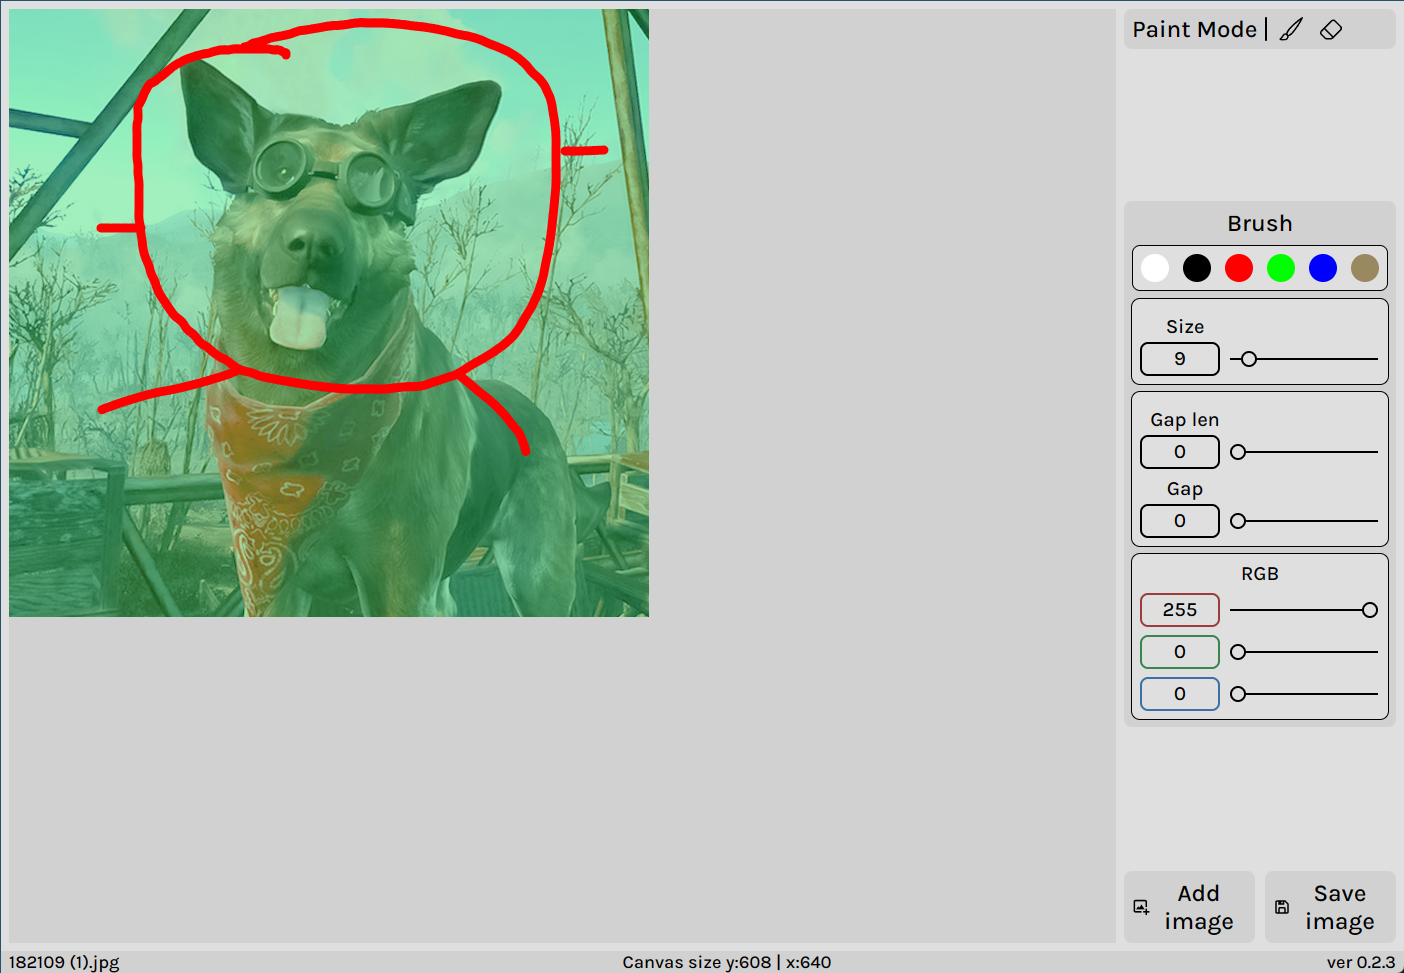 Paint Mode |
Brush
Size
9
Gap len
0
Gap
0
RGB
255
0
0
Add image
Save image
182109 (1).jpg
Canvas size y:608 | x:640
ver 0.2.3